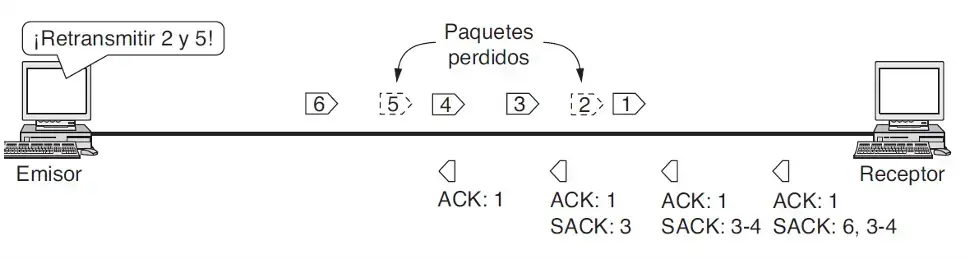 ¡Retransmitir 2 y 5!
Paquetes
perdidos
6
5
4
3
2
1
Emisor
Receptor
ACK: 1
ACK: 1
SACK: 3
ACK: 1
SACK: 3-4
ACK: 1
SACK: 6, 3-4